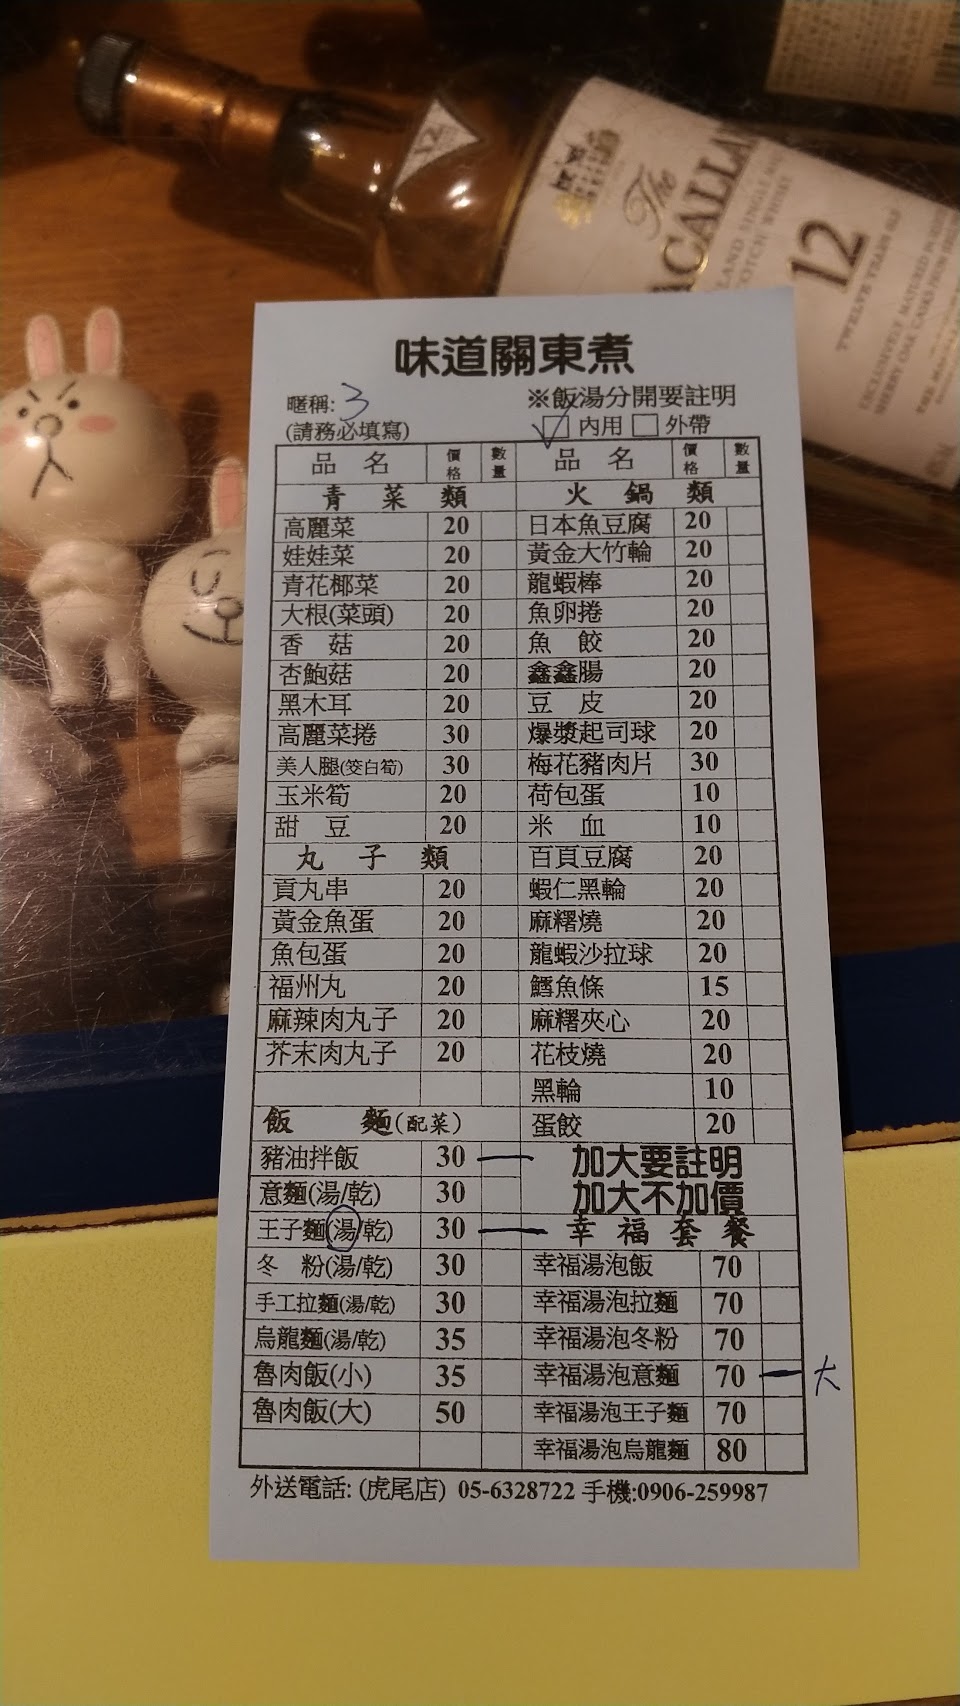 12
The
MACALLAN
12
TWELVE YEARS OLD
味道關東煮
暱稱: 3
※飯湯分開要註明
(請務必填寫)
✓□ 內用 □ 外帶
品 名 價格 數量 品 名 價格 數量
青 菜 類 火 鍋 類
高麗菜 20 日本魚豆腐 20
娃娃菜 20 黃金大竹輪 20
青花椰菜 20 龍蝦棒 20
大根(菜頭) 20 魚卵捲 20
香 菇 20 魚 餃 20
杏鮑菇 20 鑫鑫腸 20
黑木耳 20 豆 皮 20
高麗菜捲 30 爆漿起司球 20
美人腿(筊白筍) 30 梅花豬肉片 30
玉米筍 20 荷包蛋 10
甜 豆 20 米 血 10
丸 子 類 百頁豆腐 20
貢丸串 20 蝦仁黑輪 20
黃金魚蛋 20 麻糬燒 20
魚包蛋 20 龍蝦沙拉球 20
福州丸 20 鱈魚條 15
麻辣肉丸子 20 麻糬夾心 20
芥末肉丸子 20 花枝燒 20
黑輪 10
飯 麵(配菜) 蛋餃 20
豬油拌飯 30 一 加大要註明
意麵(湯/乾) 30 加大不加價
王子麵(湯/乾) 30 一 幸 福 套 餐
冬 粉(湯/乾) 30 幸福湯泡飯 70
手工拉麵(湯/乾) 30 幸福湯泡拉麵 70
烏龍麵(湯/乾) 35 幸福湯泡冬粉 70
魯肉飯(小) 35 幸福湯泡意麵 70 一 大
魯肉飯(大) 50 幸福湯泡王子麵 70
幸福湯泡烏龍麵 80
外送電話: (虎尾店) 05-6328722 手機:0906-259987